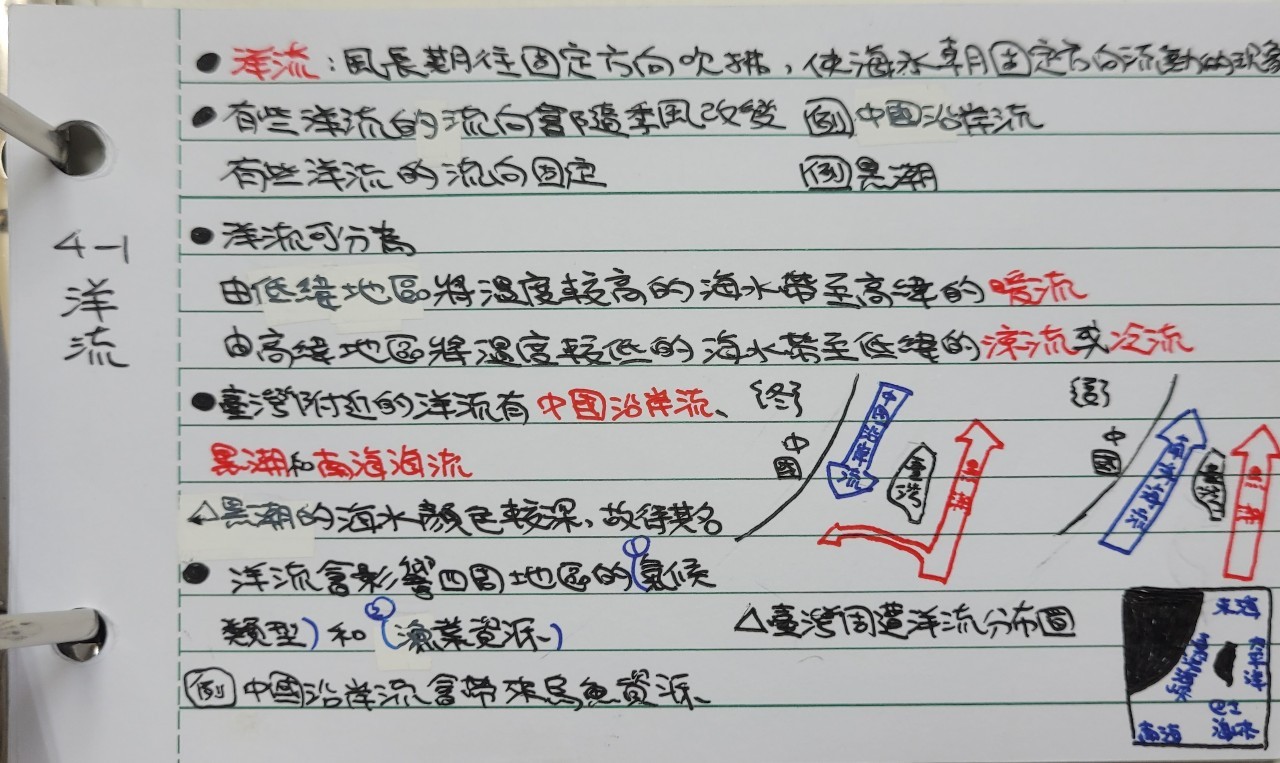 4-1
洋
流
● 洋流：風長期往固定方向吹拂，使海水朝固定方向流動的現象
● 有些洋流的流向會隨季風改變 例 中國沿岸流
有些洋流的流向固定 例 黑潮
● 洋流可分為
由低緯地區將溫度較高的海水帶至高緯的暖流
由高緯地區將溫度較低的海水帶至低緯的涼流或冷流
● 臺灣附近的洋流有中國沿岸流、
黑潮和南海海流
△黑潮的海水顏色較深，故得其名
● 洋流會影響四周地區的①(氣候
類型)和②(漁業資源)
例 中國沿岸流會帶來烏魚資源
{冬}
中國
中國沿岸流
臺灣
黑潮
{夏}
中國
臺灣
黑潮
△臺灣周遭洋流分布圖
東海
臺灣海峽
太平洋
巴士
海峽
南海